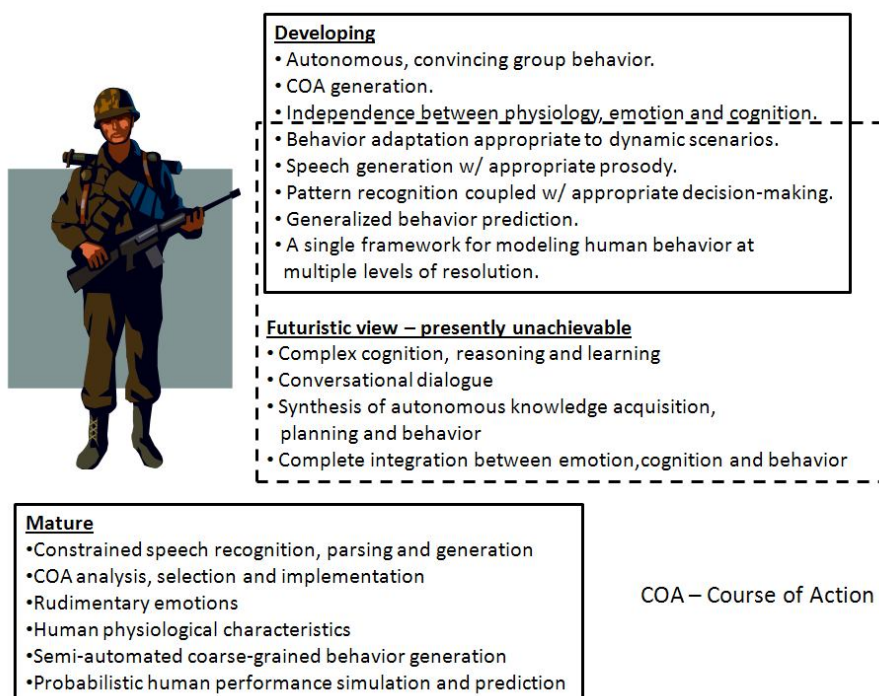 Developing
• Autonomous, convincing group behavior.
• COA generation.
• Independence between physiology, emotion and cognition.
• Behavior adaptation appropriate to dynamic scenarios.
• Speech generation w/ appropriate prosody.
• Pattern recognition coupled w/ appropriate decision-making.
• Generalized behavior prediction.
• A single framework for modeling human behavior at
multiple levels of resolution.
Futuristic view – presently unachievable
• Complex cognition, reasoning and learning
• Conversational dialogue
• Synthesis of autonomous knowledge acquisition,
planning and behavior
• Complete integration between emotion,cognition and behavior
Mature
•Constrained speech recognition, parsing and generation
•COA analysis, selection and implementation
•Rudimentary emotions
•Human physiological characteristics
•Semi-automated coarse-grained behavior generation
•Probabilistic human performance simulation and prediction
COA – Course of Action